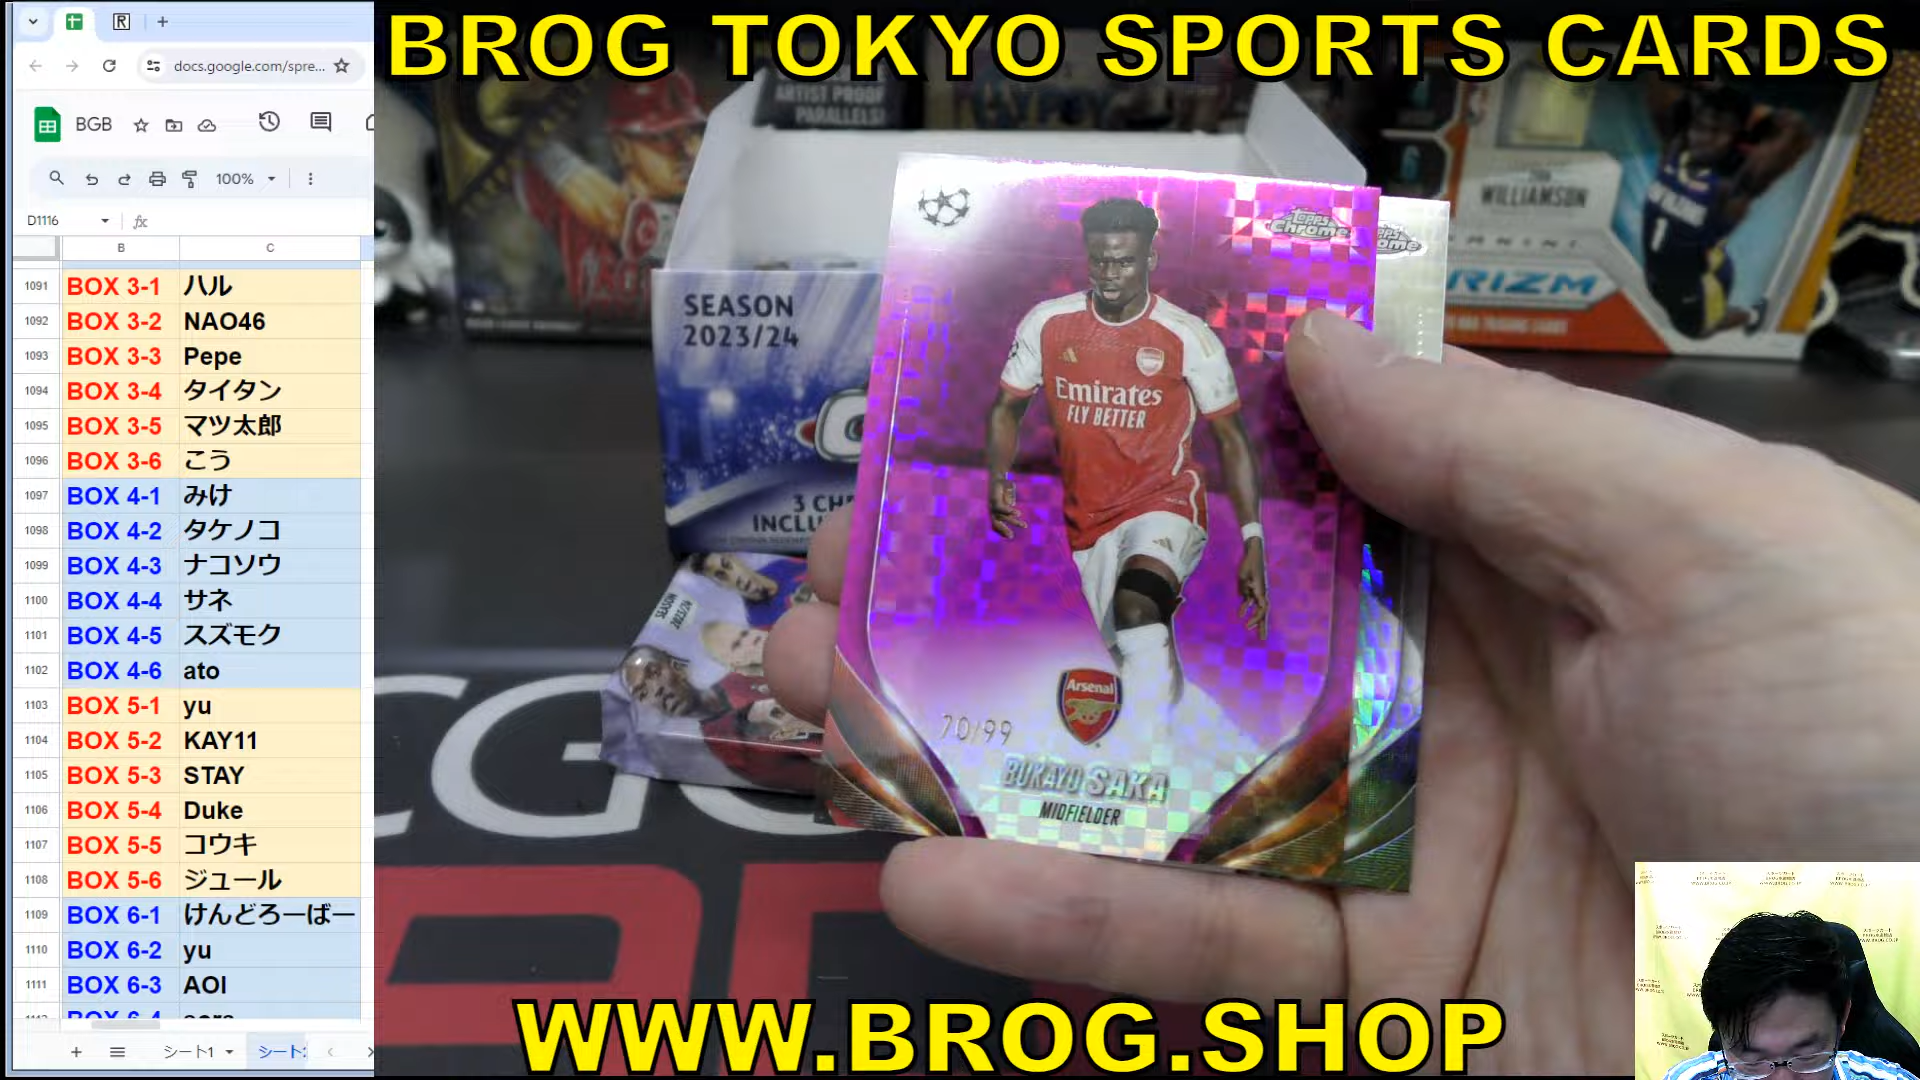 BROG TOKYO SPORTS CARDS
docs.google.com/spre...
BGB
100%
D1116
fx
B C
1091 BOX 3-1 ハル
1092 BOX 3-2 NAO46
1093 BOX 3-3 Pepe
1094 BOX 3-4 タイタン
1095 BOX 3-5 マツ太郎
1096 BOX 3-6 こう
1097 BOX 4-1 みけ
1098 BOX 4-2 タケノコ
1099 BOX 4-3 ナコソウ
1100 BOX 4-4 サネ
1101 BOX 4-5 スズモク
1102 BOX 4-6 ato
1103 BOX 5-1 yu
1104 BOX 5-2 KAY11
1105 BOX 5-3 STAY
1106 BOX 5-4 Duke
1107 BOX 5-5 コウキ
1108 BOX 5-6 ジュール
1109 BOX 6-1 けんどろーばー
1110 BOX 6-2 yu
1111 BOX 6-3 AOI
シート1
ARTIST PROOF
PARALLELS!
WILLIAMSON
PANINI
SEASON
2023/24
Topps
Chrome
Emirates
FLY BETTER
Arsenal
70/99
BUKAYO SAKA
MIDFIELDER
SEASON
2023/24
WWW.BROG.SHOP